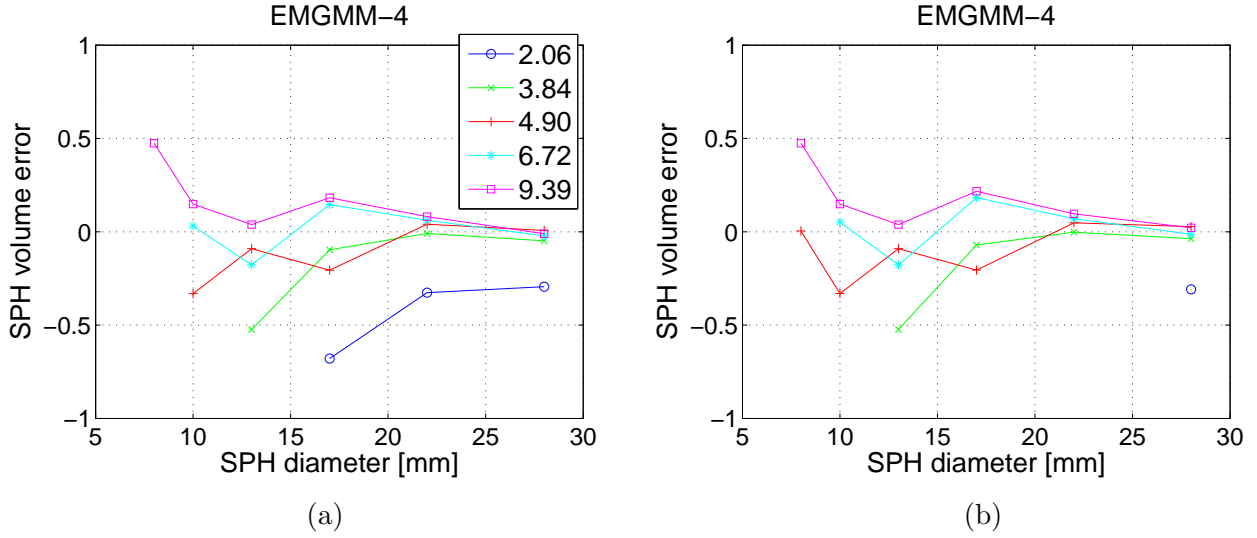 EMGMM−4
1
0.5
0
−0.5
−1
5 10 15 20 25 30
SPH volume error
SPH diameter [mm]
2.06
3.84
4.90
6.72
9.39
(a)
EMGMM−4
1
0.5
0
−0.5
−1
5 10 15 20 25 30
SPH volume error
SPH diameter [mm]
(b)